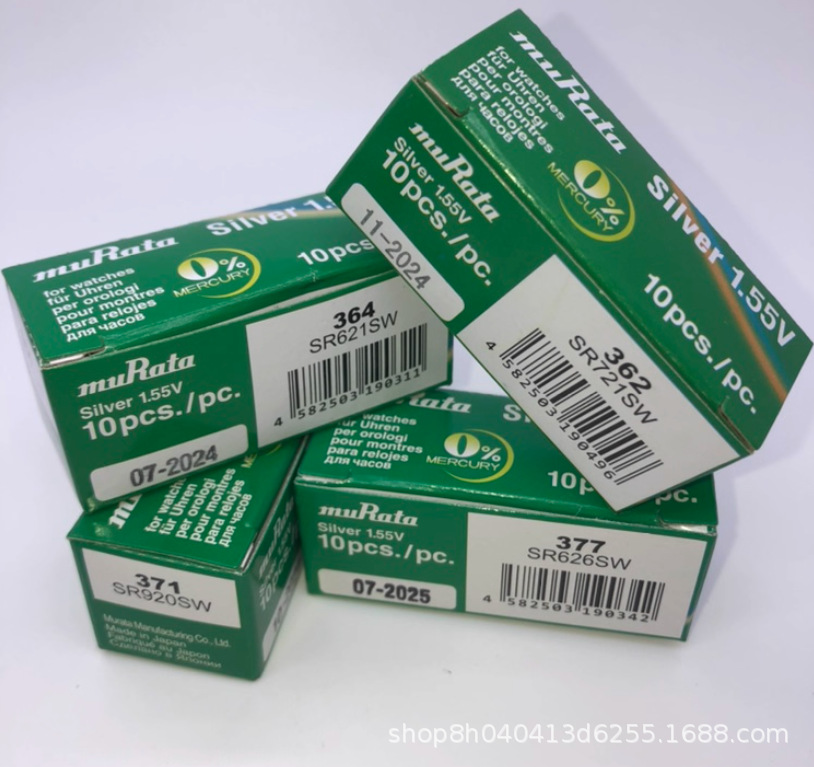 muRata
for watches
für Uhren
per orologi
pour montres
para relojes
для часов
0%
MERCURY
Silver 1.55V
10pcs./pc.
muRata
Silver 1.55V
10pcs./pc.
11-2024
362
SR721SW
4 582503 190496
muRata
for watches
für Uhren
per orologi
pour montres
para relojes
для часов
0%
MERCURY
Silver 1.
10pcs.
muRata
Silver 1.55V
10pcs./pc.
07-2024
364
SR621SW
4 582503 190311
watches
für Uhren
per orologi
pour montres
para relojes
для часов
0%
MERCURY
muRata
Silver 1.55V
10pcs./pc.
07-2025
377
SR626SW
4 582503 190342
für Uhren
per orologi
pour montres
para relojes
для часов
371
SR920SW
Murata Manufacturing Co., Ltd.
Made in Japan
Fabriqué au Japon
Сделано в Японии
shop8h040413d6255.1688.com